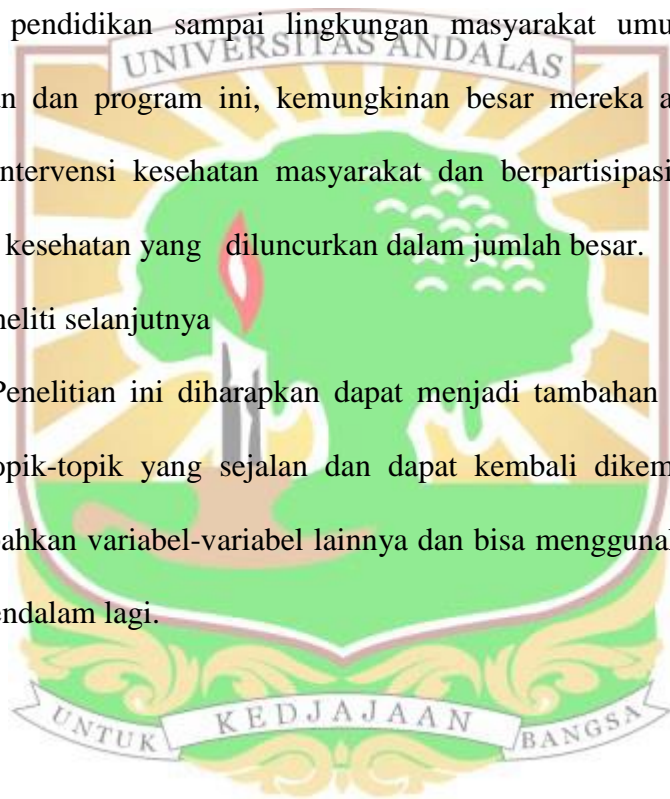 pendidikan sampai lingkungan masyarakat umu
UNIVERSITAS ANDALAS
dan program ini, kemungkinan besar mereka a
ntervensi kesehatan masyarakat dan berpartisipasi
kesehatan yang diluncurkan dalam jumlah besar.
neliti selanjutnya
Penelitian ini diharapkan dapat menjadi tambahan
opik-topik yang sejalan dan dapat kembali dikem
bahkan variabel-variabel lainnya dan bisa menggunak
endalam lagi.
UNTUK KEDJAJAAN BANGSA